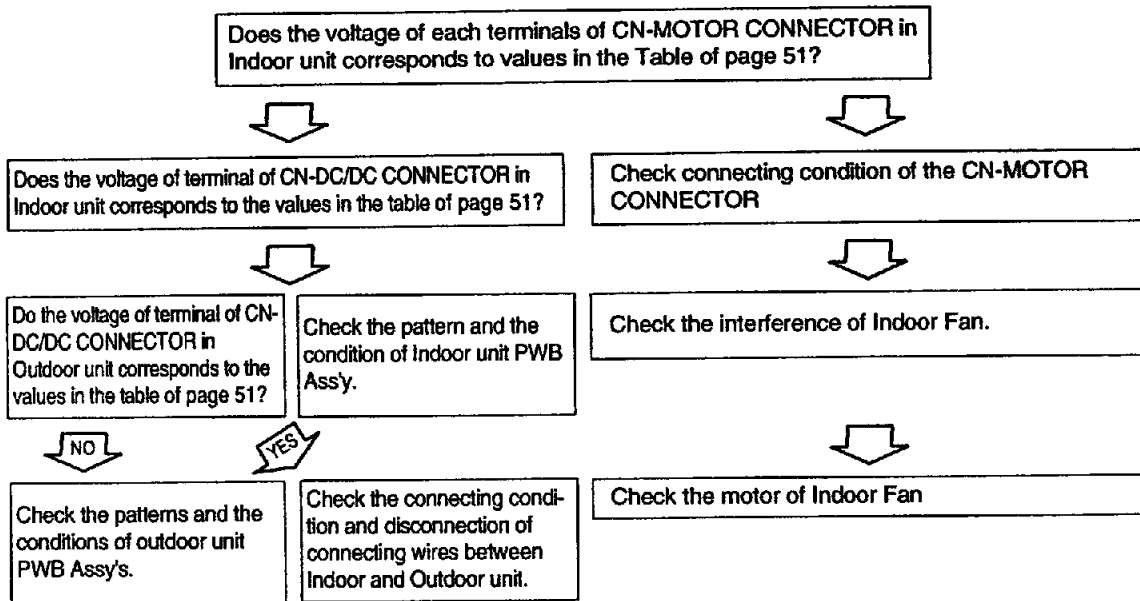 Does the voltage of each terminals of CN-MOTOR CONNECTOR in
Indoor unit corresponds to values in the Table of page 51?
Does the voltage of terminal of CN-DC/DC CONNECTOR in
Indoor unit corresponds to the values in the table of page 51?
Check connecting condition of the CN-MOTOR
CONNECTOR
Do the voltage of terminal of CN-
DC/DC CONNECTOR in
Outdoor unit corresponds to the
values in the table of page 51?
Check the pattern and the
condition of Indoor unit PWB
Ass'y.
Check the interference of Indoor Fan.
NO
YES
Check the patterns and the
conditions of outdoor unit
PWB Assy's.
Check the connecting condi-
tion and disconnection of
connecting wires between
Indoor and Outdoor unit.
Check the motor of Indoor Fan